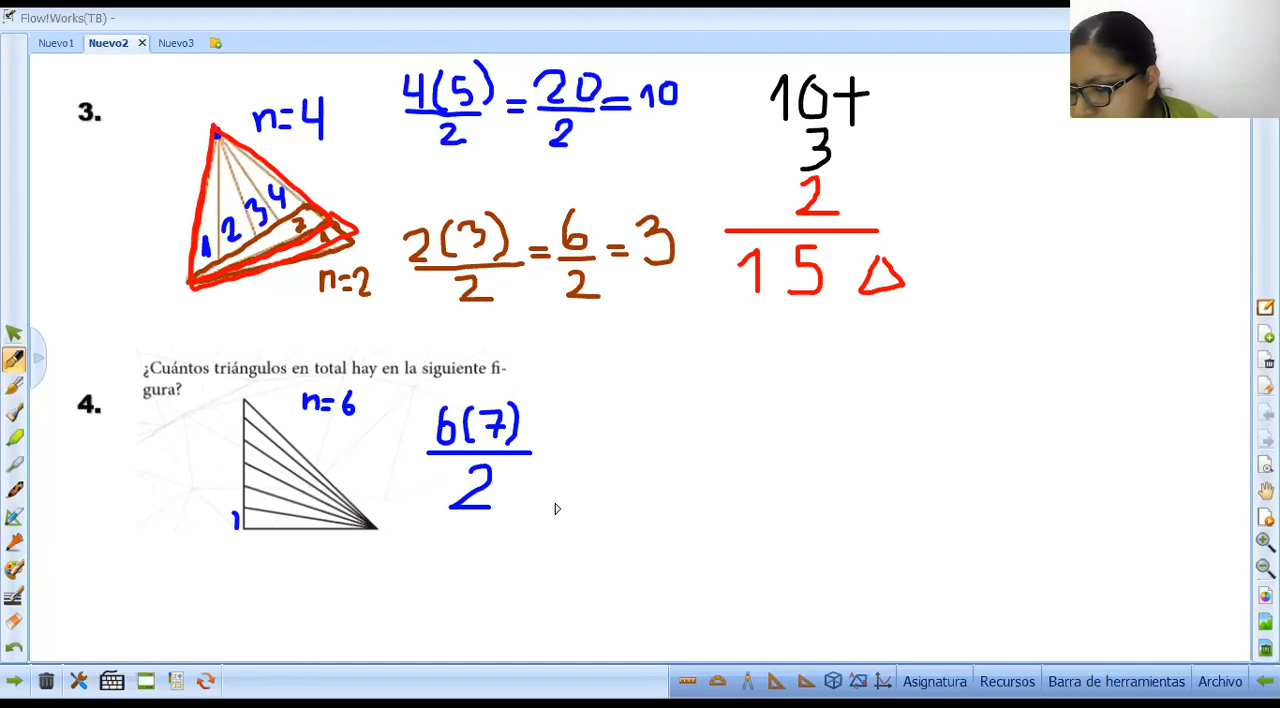 Flow!Works(TB) -
Nuevo1 Nuevo2 Nuevo3
3.
n=4
4(5)/2 = 20/2 = 10
10+
3
2
15 △
1 2 3 4
2 1
n=2
2(3)/2 = 6/2 = 3
4.
¿Cuántos triángulos en total hay en la siguiente fi-
gura?
n=6
1
6(7)/2
Asignatura Recursos Barra de herramientas Archivo